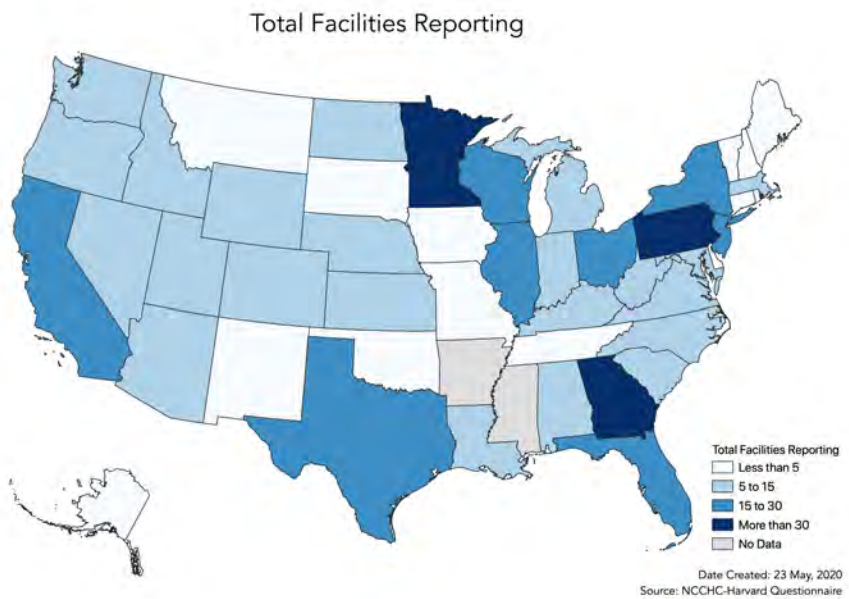 Total Facilities Reporting
Total Facilities Reporting
Less than 5
5 to 15
15 to 30
More than 30
No Data
Date Created: 23 May, 2020
Source: NCCHC-Harvard Questionnaire